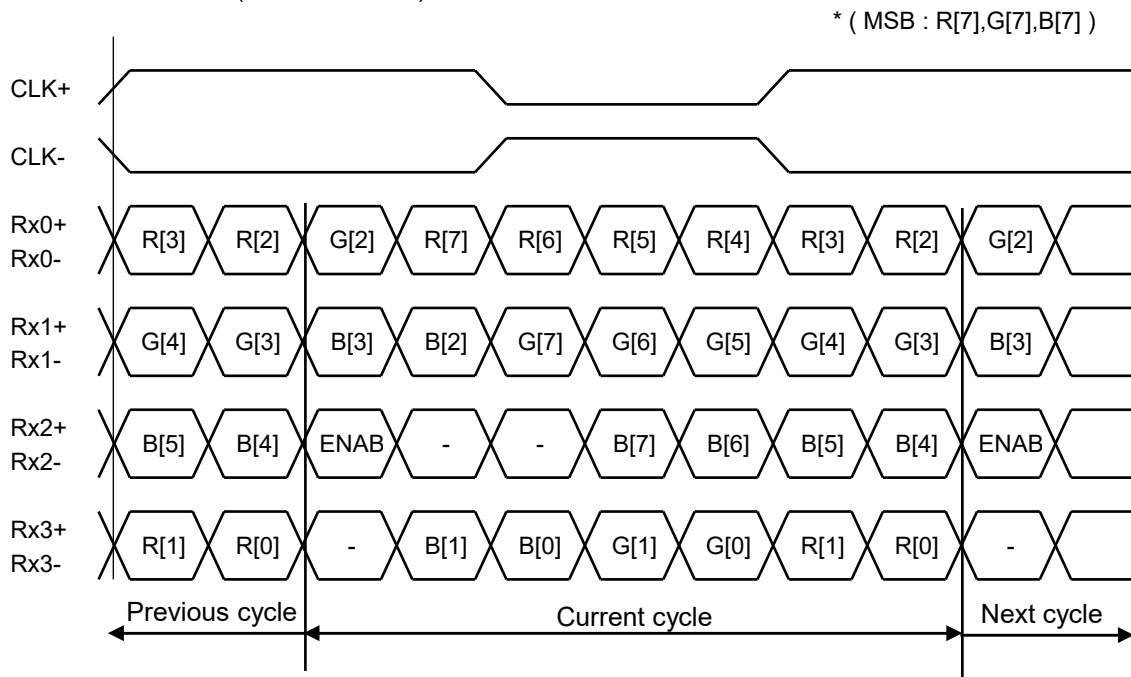 * ( MSB : R[7],G[7],B[7] )
CLK+
CLK-
Rx0+
Rx0-
R[3] R[2] G[2] R[7] R[6] R[5] R[4] R[3] R[2] G[2]
Rx1+
Rx1-
G[4] G[3] B[3] B[2] G[7] G[6] G[5] G[4] G[3] B[3]
Rx2+
Rx2-
B[5] B[4] ENAB - - B[7] B[6] B[5] B[4] ENAB
Rx3+
Rx3-
R[1] R[0] - B[1] B[0] G[1] G[0] R[1] R[0] -
Previous cycle Current cycle Next cycle